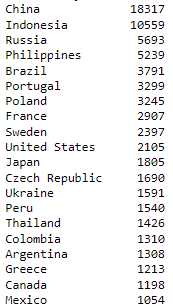 China 18317
Indonesia 10559
Russia 5693
Philippines 5239
Brazil 3791
Portugal 3299
Poland 3245
France 2907
Sweden 2397
United States 2105
Japan 1805
Czech Republic 1690
Ukraine 1591
Peru 1540
Thailand 1426
Colombia 1310
Argentina 1308
Greece 1213
Canada 1198
Mexico 1054